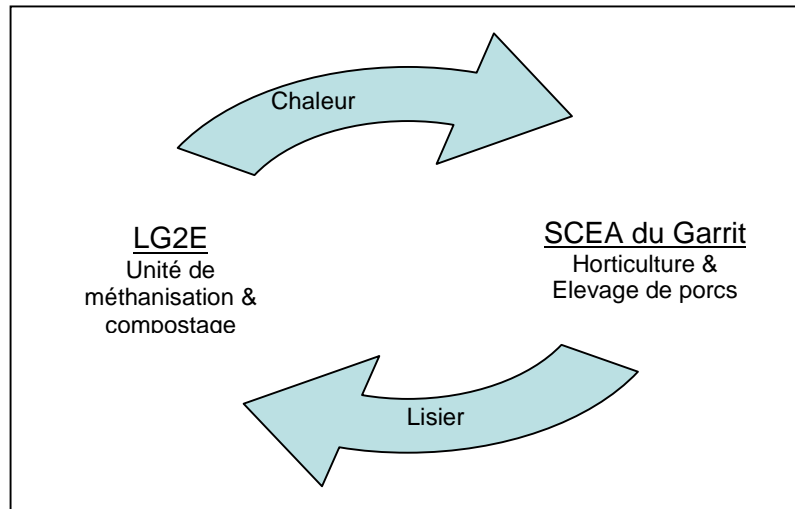 Chaleur
LG2E
Unité de
méthanisation &
compostage
SCEA du Garrit
Horticulture &
Elevage de porcs
Lisier